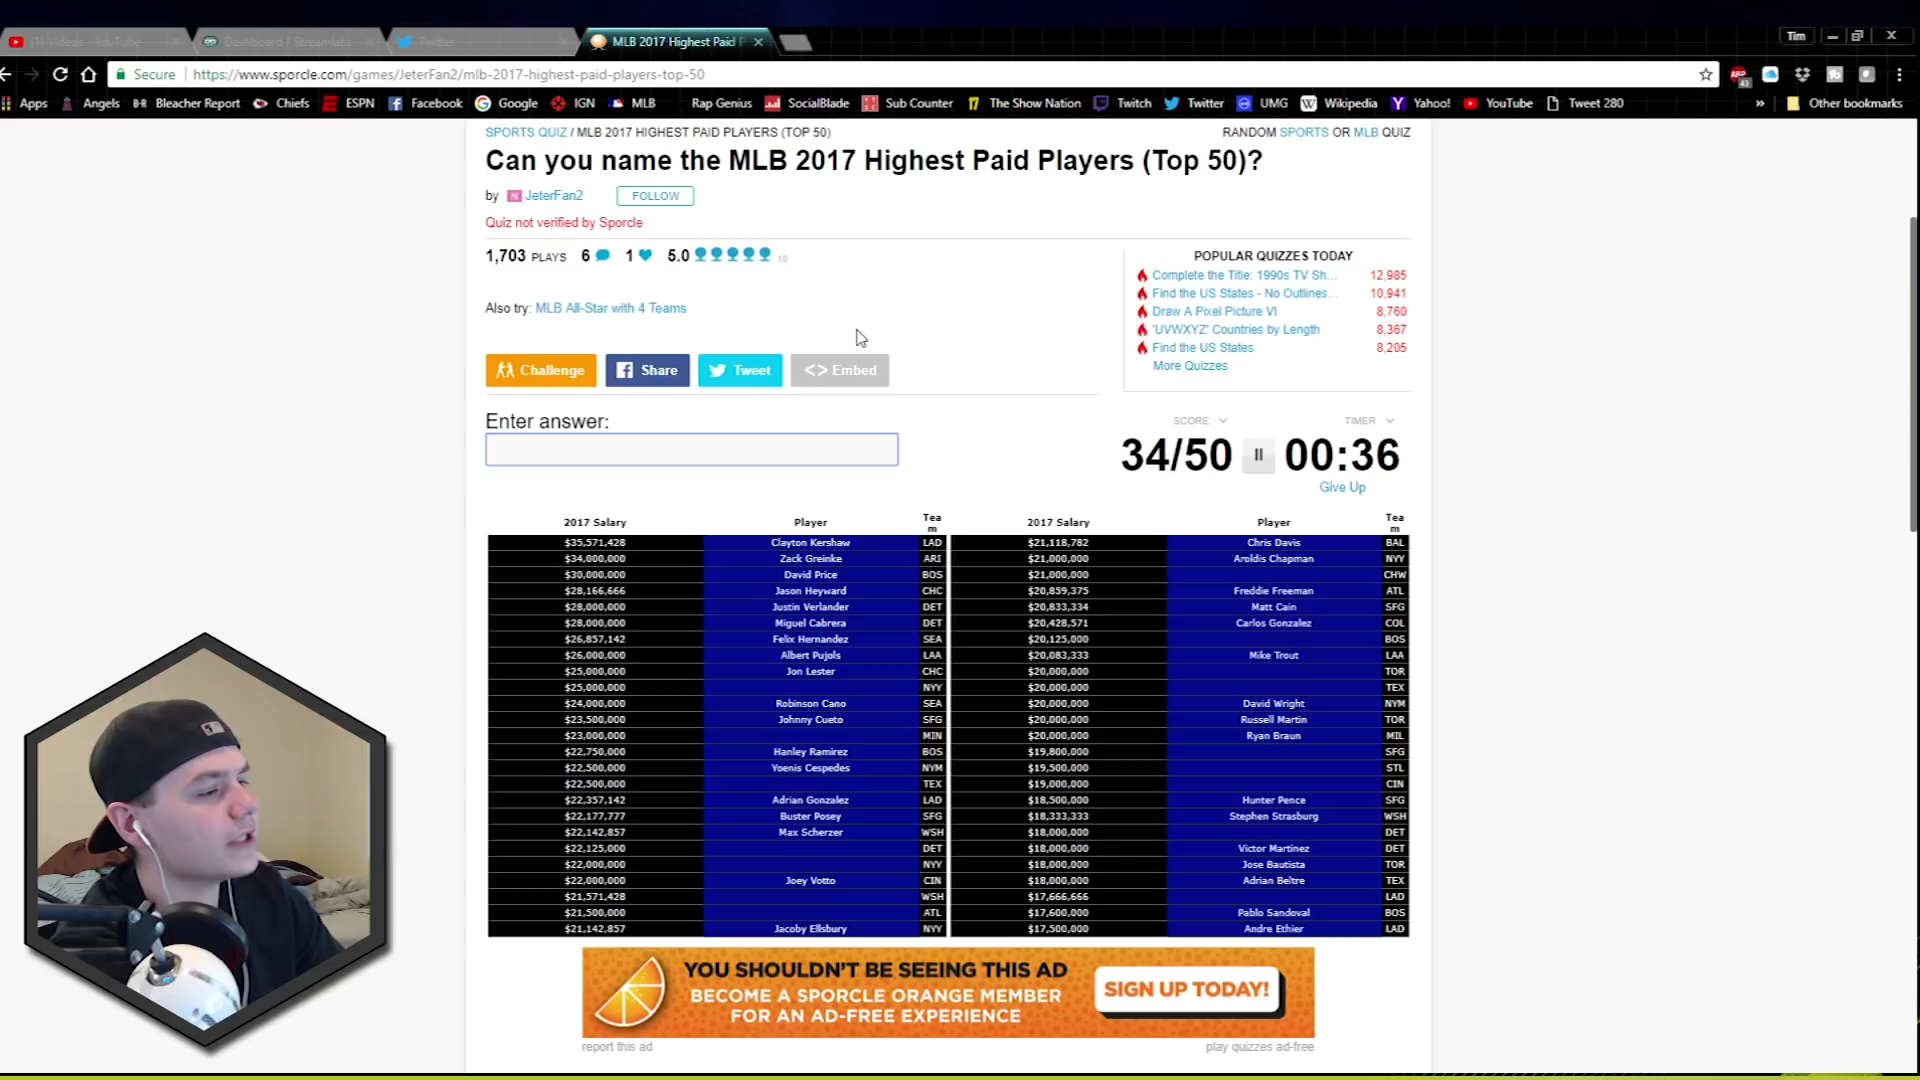 (1) Videos - YouTube
Dashboard | Streamlabs
Twitter
MLB 2017 Highest Paid P
Tim
Secure
https://www.sporcle.com/games/JeterFan2/mlb-2017-highest-paid-players-top-50
Apps Angels Bleacher Report Chiefs ESPN Facebook Google IGN MLB Rap Genius SocialBlade Sub Counter The Show Nation Twitch Twitter UMG Wikipedia Yahoo! YouTube Tweet 280 » Other bookmarks
SPORTS QUIZ / MLB 2017 HIGHEST PAID PLAYERS (TOP 50)
RANDOM SPORTS OR MLB QUIZ
Can you name the MLB 2017 Highest Paid Players (Top 50)?
by JeterFan2 FOLLOW
Quiz not verified by Sporcle
1,703 PLAYS 6 1 5.0 10
Also try: MLB All-Star with 4 Teams
POPULAR QUIZZES TODAY
Complete the Title: 1990s TV Sh... 12,985
Find the US States - No Outlines... 10,941
Draw A Pixel Picture VI 8,760
'UVWXYZ' Countries by Length 8,367
Find the US States 8,205
More Quizzes
Challenge Share Tweet <> Embed
Enter answer:
SCORE TIMER
34/50 00:36
Give Up
2017 Salary Player Tea m 2017 Salary Player Tea m
$35,571,428 Clayton Kershaw LAD $21,118,782 Chris Davis BAL
$34,000,000 Zack Greinke ARI $21,000,000 Aroldis Chapman NYY
$30,000,000 David Price BOS $21,000,000 CHW
$28,166,666 Jason Heyward CHC $20,859,375 Freddie Freeman ATL
$28,000,000 Justin Verlander DET $20,833,334 Matt Cain SFG
$28,000,000 Miguel Cabrera DET $20,428,571 Carlos Gonzalez COL
$26,857,142 Felix Hernandez SEA $20,125,000 BOS
$26,000,000 Albert Pujols LAA $20,083,333 Mike Trout LAA
$25,000,000 Jon Lester CHC $20,000,000 TOR
$25,000,000 NYY $20,000,000 TEX
$24,000,000 Robinson Cano SEA $20,000,000 David Wright NYM
$23,500,000 Johnny Cueto SFG $20,000,000 Russell Martin TOR
$23,000,000 MIN $20,000,000 Ryan Braun MIL
$22,750,000 Hanley Ramirez BOS $19,800,000 SFG
$22,500,000 Yoenis Cespedes NYM $19,500,000 STL
$22,500,000 TEX $19,000,000 CIN
$22,357,142 Adrian Gonzalez LAD $18,500,000 Hunter Pence SFG
$22,177,777 Buster Posey SFG $18,333,333 Stephen Strasburg WSH
$22,142,857 Max Scherzer WSH $18,000,000 DET
$22,125,000 DET $18,000,000 Victor Martinez DET
$22,000,000 NYY $18,000,000 Jose Bautista TOR
$22,000,000 Joey Votto CIN $18,000,000 Adrian Beltre TEX
$21,571,428 WSH $17,666,666 LAD
$21,500,000 ATL $17,600,000 Pablo Sandoval BOS
$21,142,857 Jacoby Ellsbury NYY $17,500,000 Andre Ethier LAD
YOU SHOULDN'T BE SEEING THIS AD
BECOME A SPORCLE ORANGE MEMBER
FOR AN AD-FREE EXPERIENCE
SIGN UP TODAY!
report this ad
play quizzes ad-free